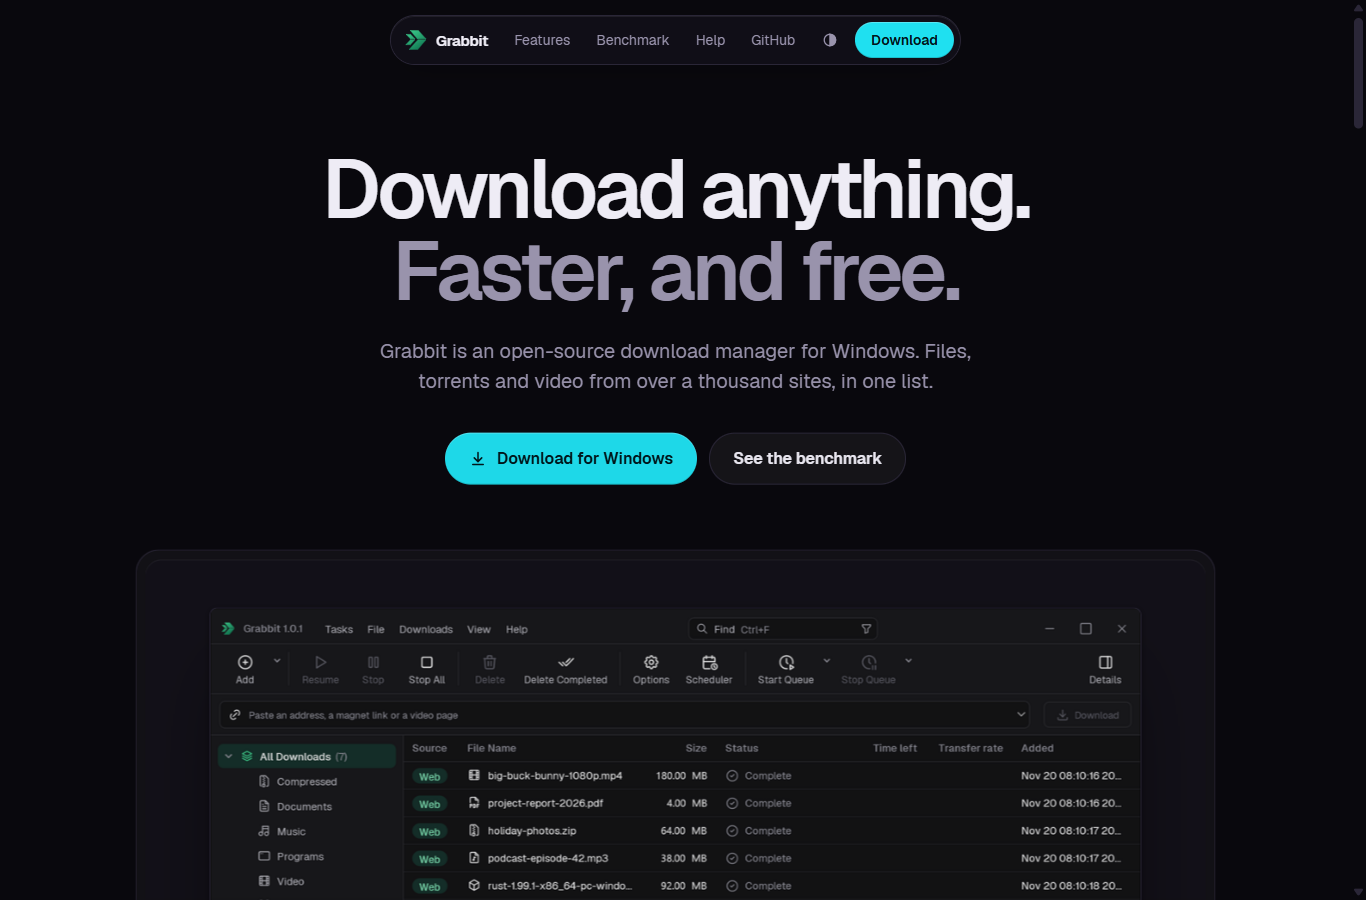 Grabbit Features Benchmark Help GitHub Download
Download anything.
Faster, and free.
Grabbit is an open-source download manager for Windows. Files,
torrents and video from over a thousand sites, in one list.
Download for Windows See the benchmark
Grabbit 1.0.1 Tasks File Downloads View Help Find Ctrl+F
Add Resume Stop Stop All Delete Delete Completed Options Scheduler Start Queue Stop Queue Details
Paste an address, a magnet link or a video page Download
All Downloads (7) Source File Name Size Status Time left Transfer rate Added
Web big-buck-bunny-1080p.mp4 180.00 MB Complete Nov 20 08:10:16 20...
Compressed
Web project-report-2026.pdf 4.00 MB Complete Nov 20 08:10:16 20...
Documents
Web holiday-photos.zip 64.00 MB Complete Nov 20 08:10:17 20...
Music
Web podcast-episode-42.mp3 38.00 MB Complete Nov 20 08:10:17 20...
Programs
Web rust-1.99.1-x86_64-pc-windo... 92.00 MB Complete Nov 20 08:10:18 20...
Video